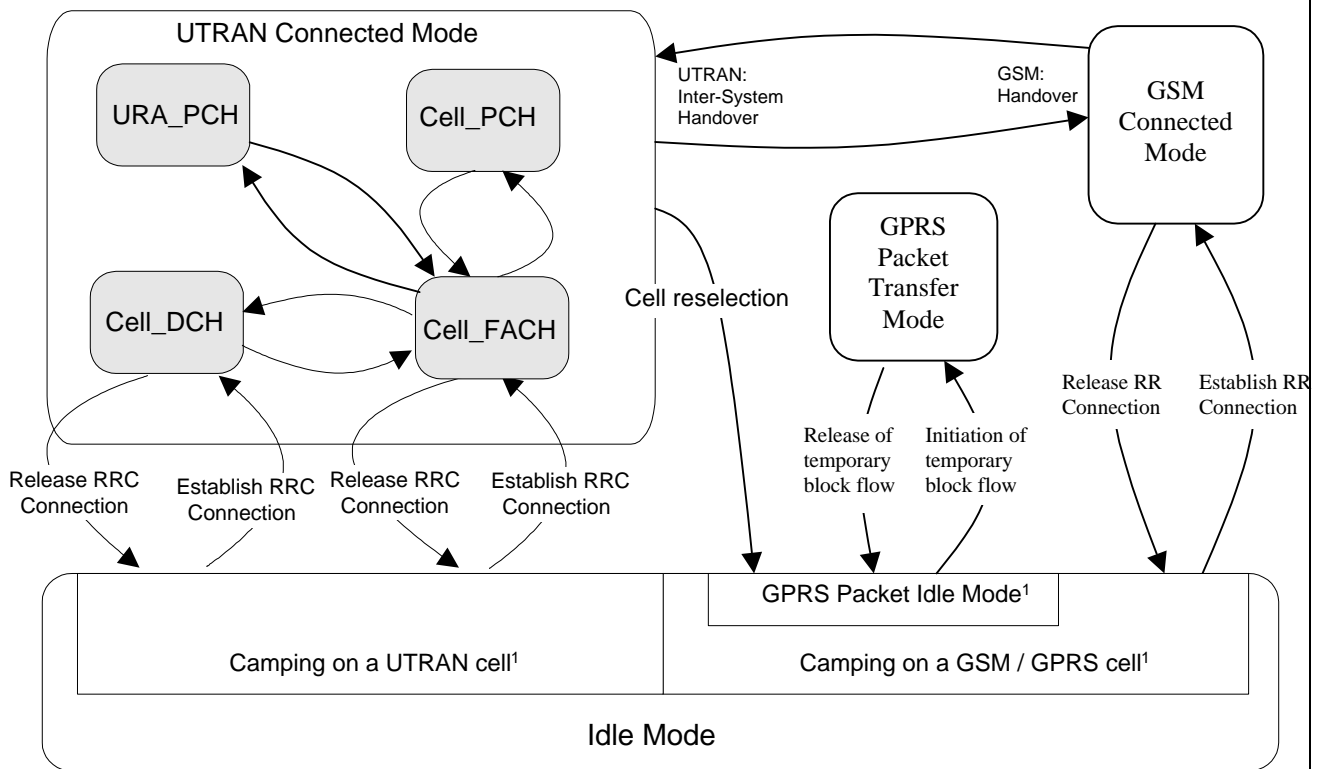 UTRAN Connected Mode
URA_PCH
Cell_PCH
Cell_DCH
Cell_FACH
UTRAN:
Inter-System
Handover
GSM:
Handover
GSM
Connected
Mode
GPRS
Packet
Transfer
Mode
Cell reselection
Release RR
Connection
Establish RR
Connection
Release of
temporary
block flow
Initiation of
temporary
block flow
Release RRC
Connection
Establish RRC
Connection
Release RRC
Connection
Establish RRC
Connection
GPRS Packet Idle Mode¹
Camping on a UTRAN cell¹
Camping on a GSM / GPRS cell¹
Idle Mode